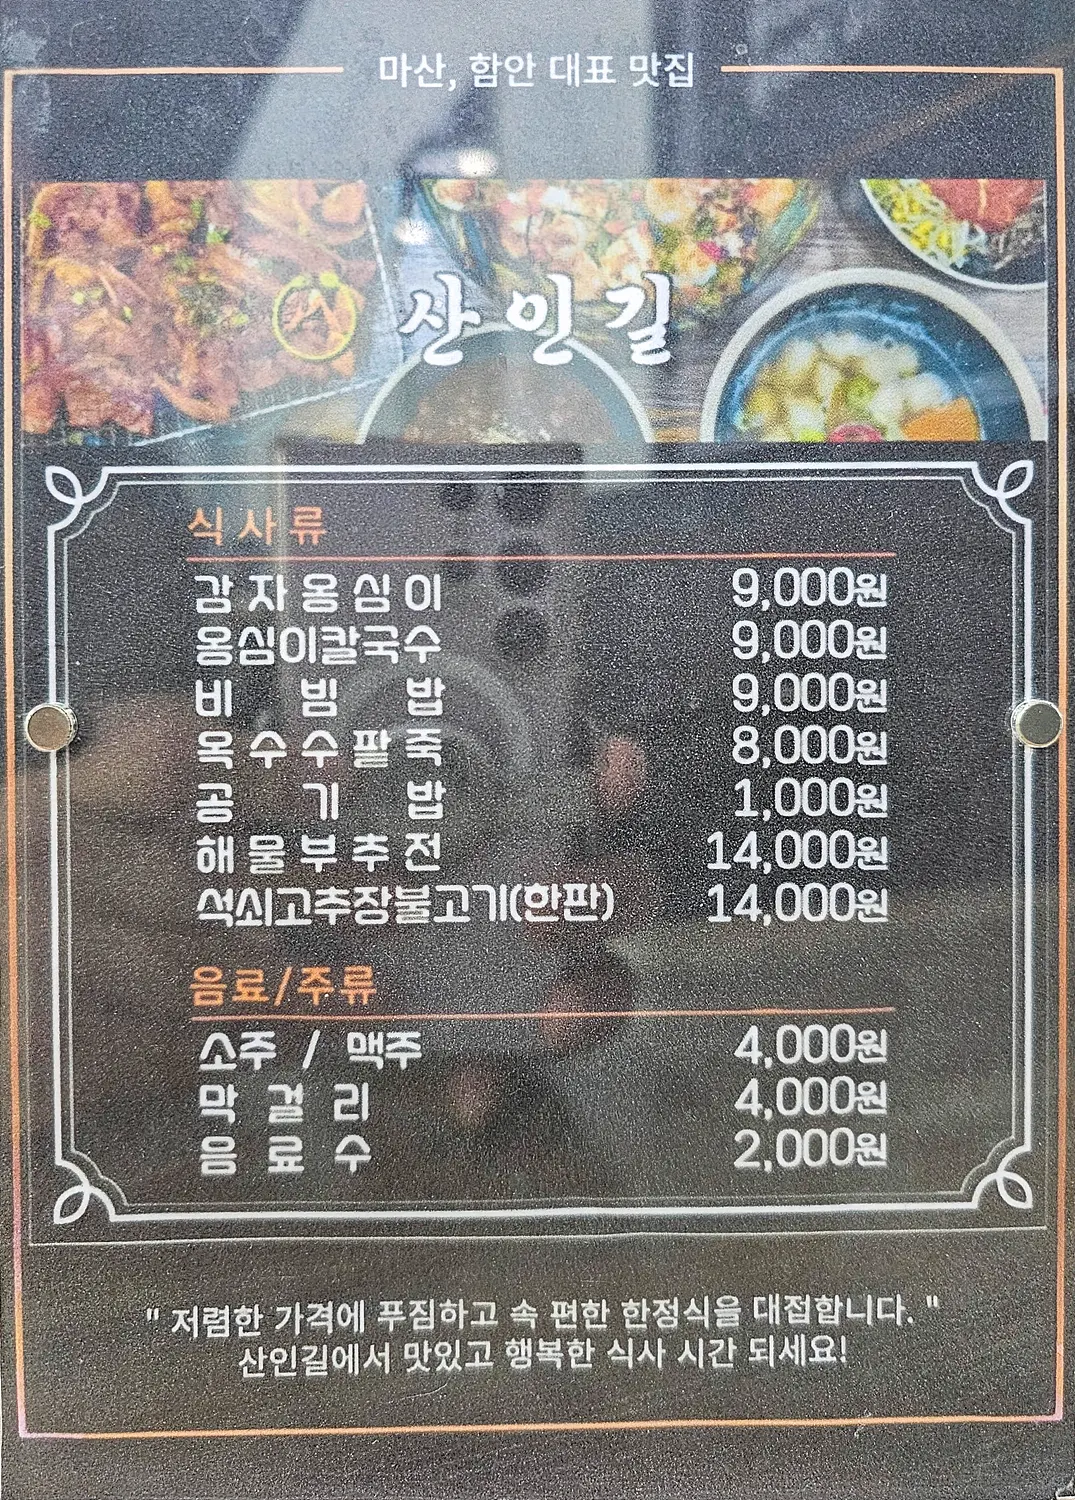 마산, 함안 대표 맛집
산인길
식사류
감자옹심이 9,000원
옹심이칼국수 9,000원
비빔밥 9,000원
옥수수팥죽 8,000원
공기밥 1,000원
해물부추전 14,000원
석쇠고추장불고기(한판) 14,000원
음료/주류
소주 / 맥주 4,000원
막걸리 4,000원
음료수 2,000원
" 저렴한 가격에 푸짐하고 속 편한 한정식을 대접합니다. "
산인길에서 맛있고 행복한 식사 시간 되세요!